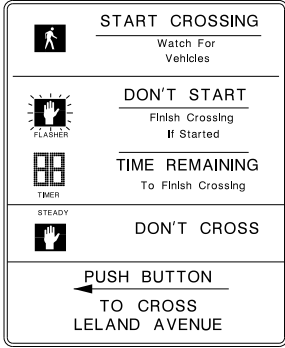 START CROSSING
Watch For
Vehicles
DON'T START
Finish Crossing
If Started
FLASHER
TIME REMAINING
To Finish Crossing
88
TIMER
STEADY
DON'T CROSS
PUSH BUTTON
TO CROSS
LELAND AVENUE